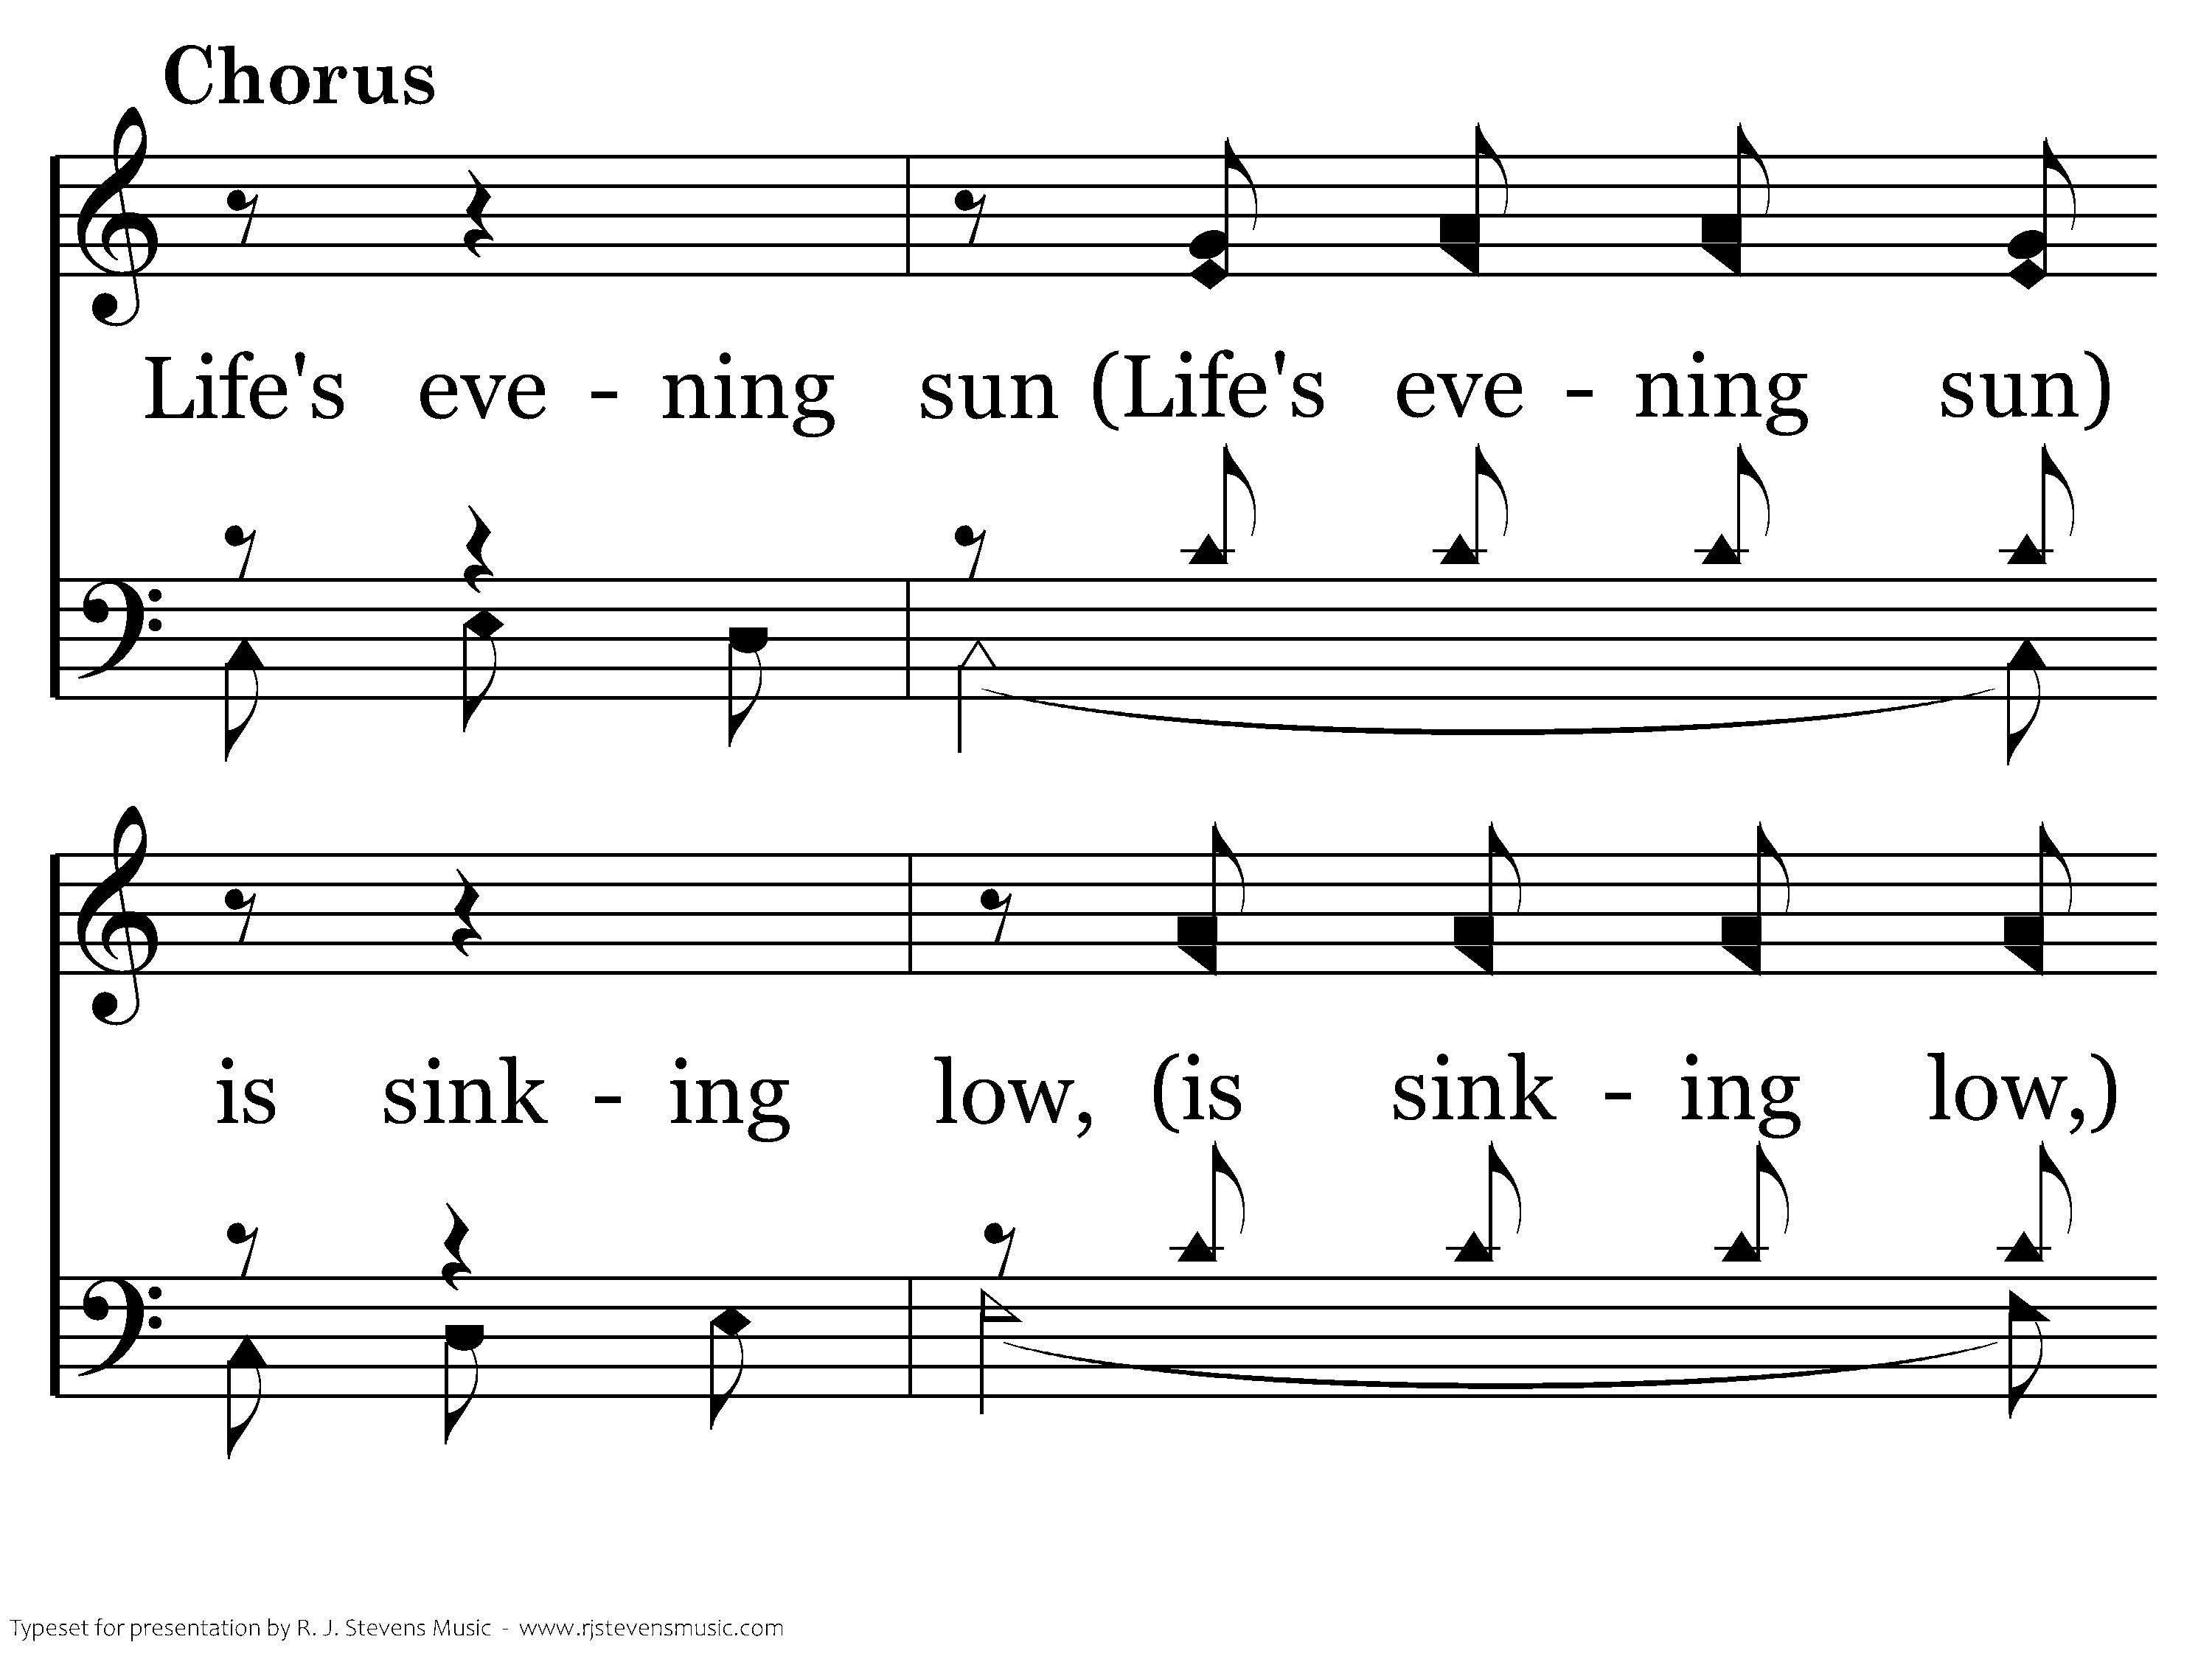 Chorus
Life's eve - ning sun (Life's eve - ning sun)
is sink - ing low, (is sink - ing low,)
Typeset for presentation by R. J. Stevens Music - www.rjstevensmusic.com